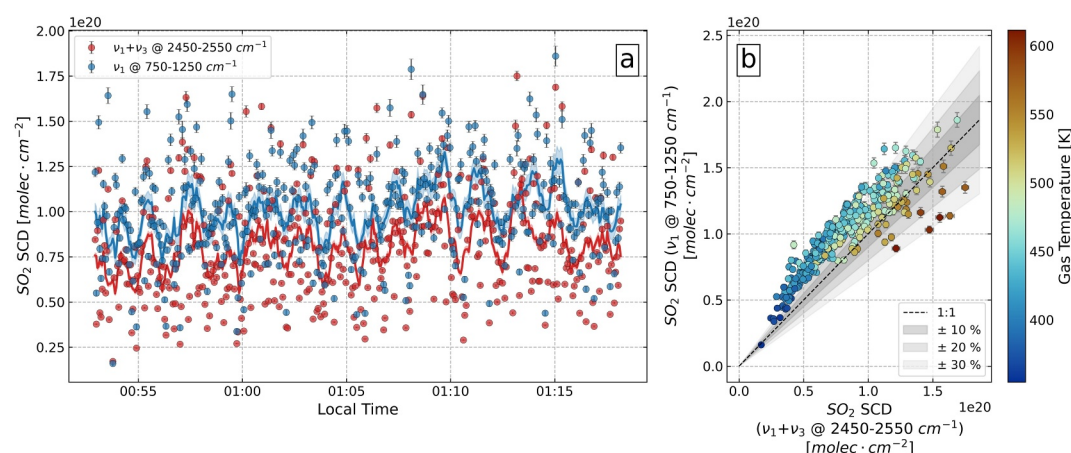 1e20
SO₂ SCD [molec · cm⁻²]
2.00
1.75
1.50
1.25
1.00
0.75
0.50
0.25
ν₁+ν₃ @ 2450-2550 cm⁻¹
ν₁ @ 750-1250 cm⁻¹
a
00:55
01:00
01:05
01:10
01:15
Local Time
1e20
SO₂ SCD (ν₁ @ 750-1250 cm⁻¹)
[molec · cm⁻²]
2.5
2.0
1.5
1.0
0.5
0.0
b
1:1
± 10 %
± 20 %
± 30 %
0.0
0.5
1.0
1.5
1e20
SO₂ SCD
(ν₁+ν₃ @ 2450-2550 cm⁻¹)
[molec · cm⁻²]
600
550
500
450
400
Gas Temperature [K]